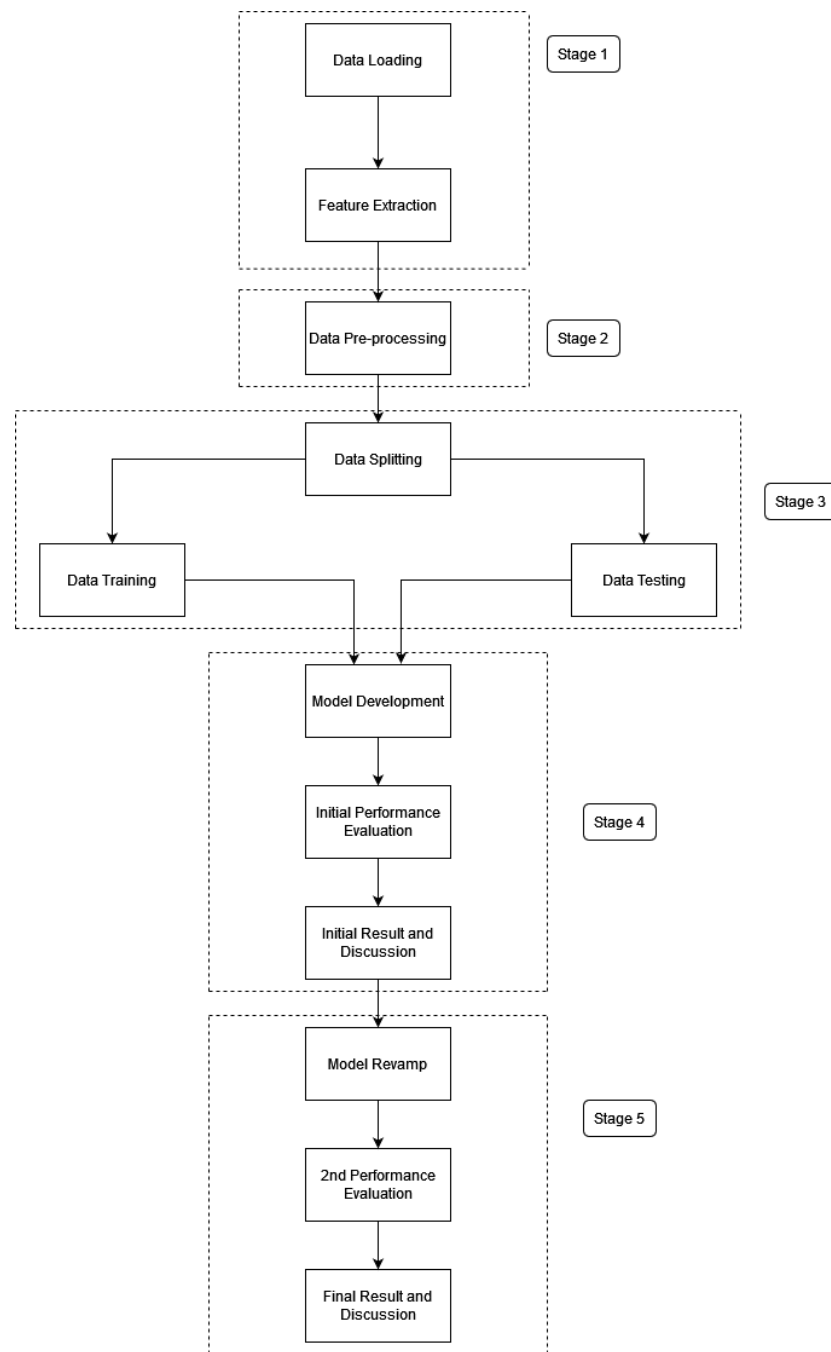 Data Loading
Stage 1
Feature Extraction
Data Pre-processing
Stage 2
Data Splitting
Stage 3
Data Training
Data Testing
Model Development
Initial Performance
Evaluation
Stage 4
Initial Result and
Discussion
Model Revamp
Stage 5
2nd Performance
Evaluation
Final Result and
Discussion